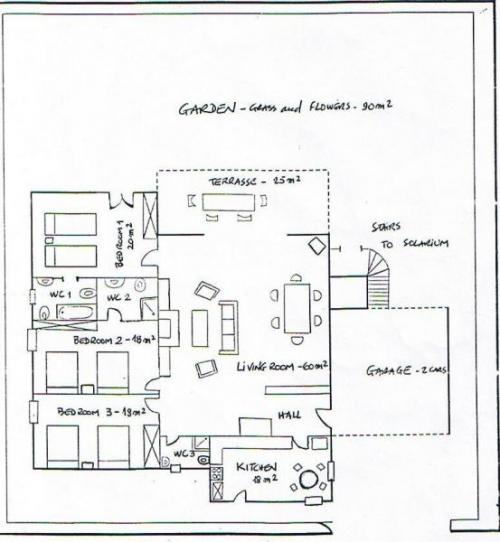 GARDEN - GRASS and FLOWERS - 90m²
TERRASSE - 25m²
STAIRS
TO SOLARIUM
BEDROOM 1
20m²
WC 1
WC 2
BEDROOM 2 - 18m²
LIVING ROOM - 60m²
GARAGE - 2 CARS
BEDROOM 3 - 18m²
HALL
WC 3
KITCHEN
18m²